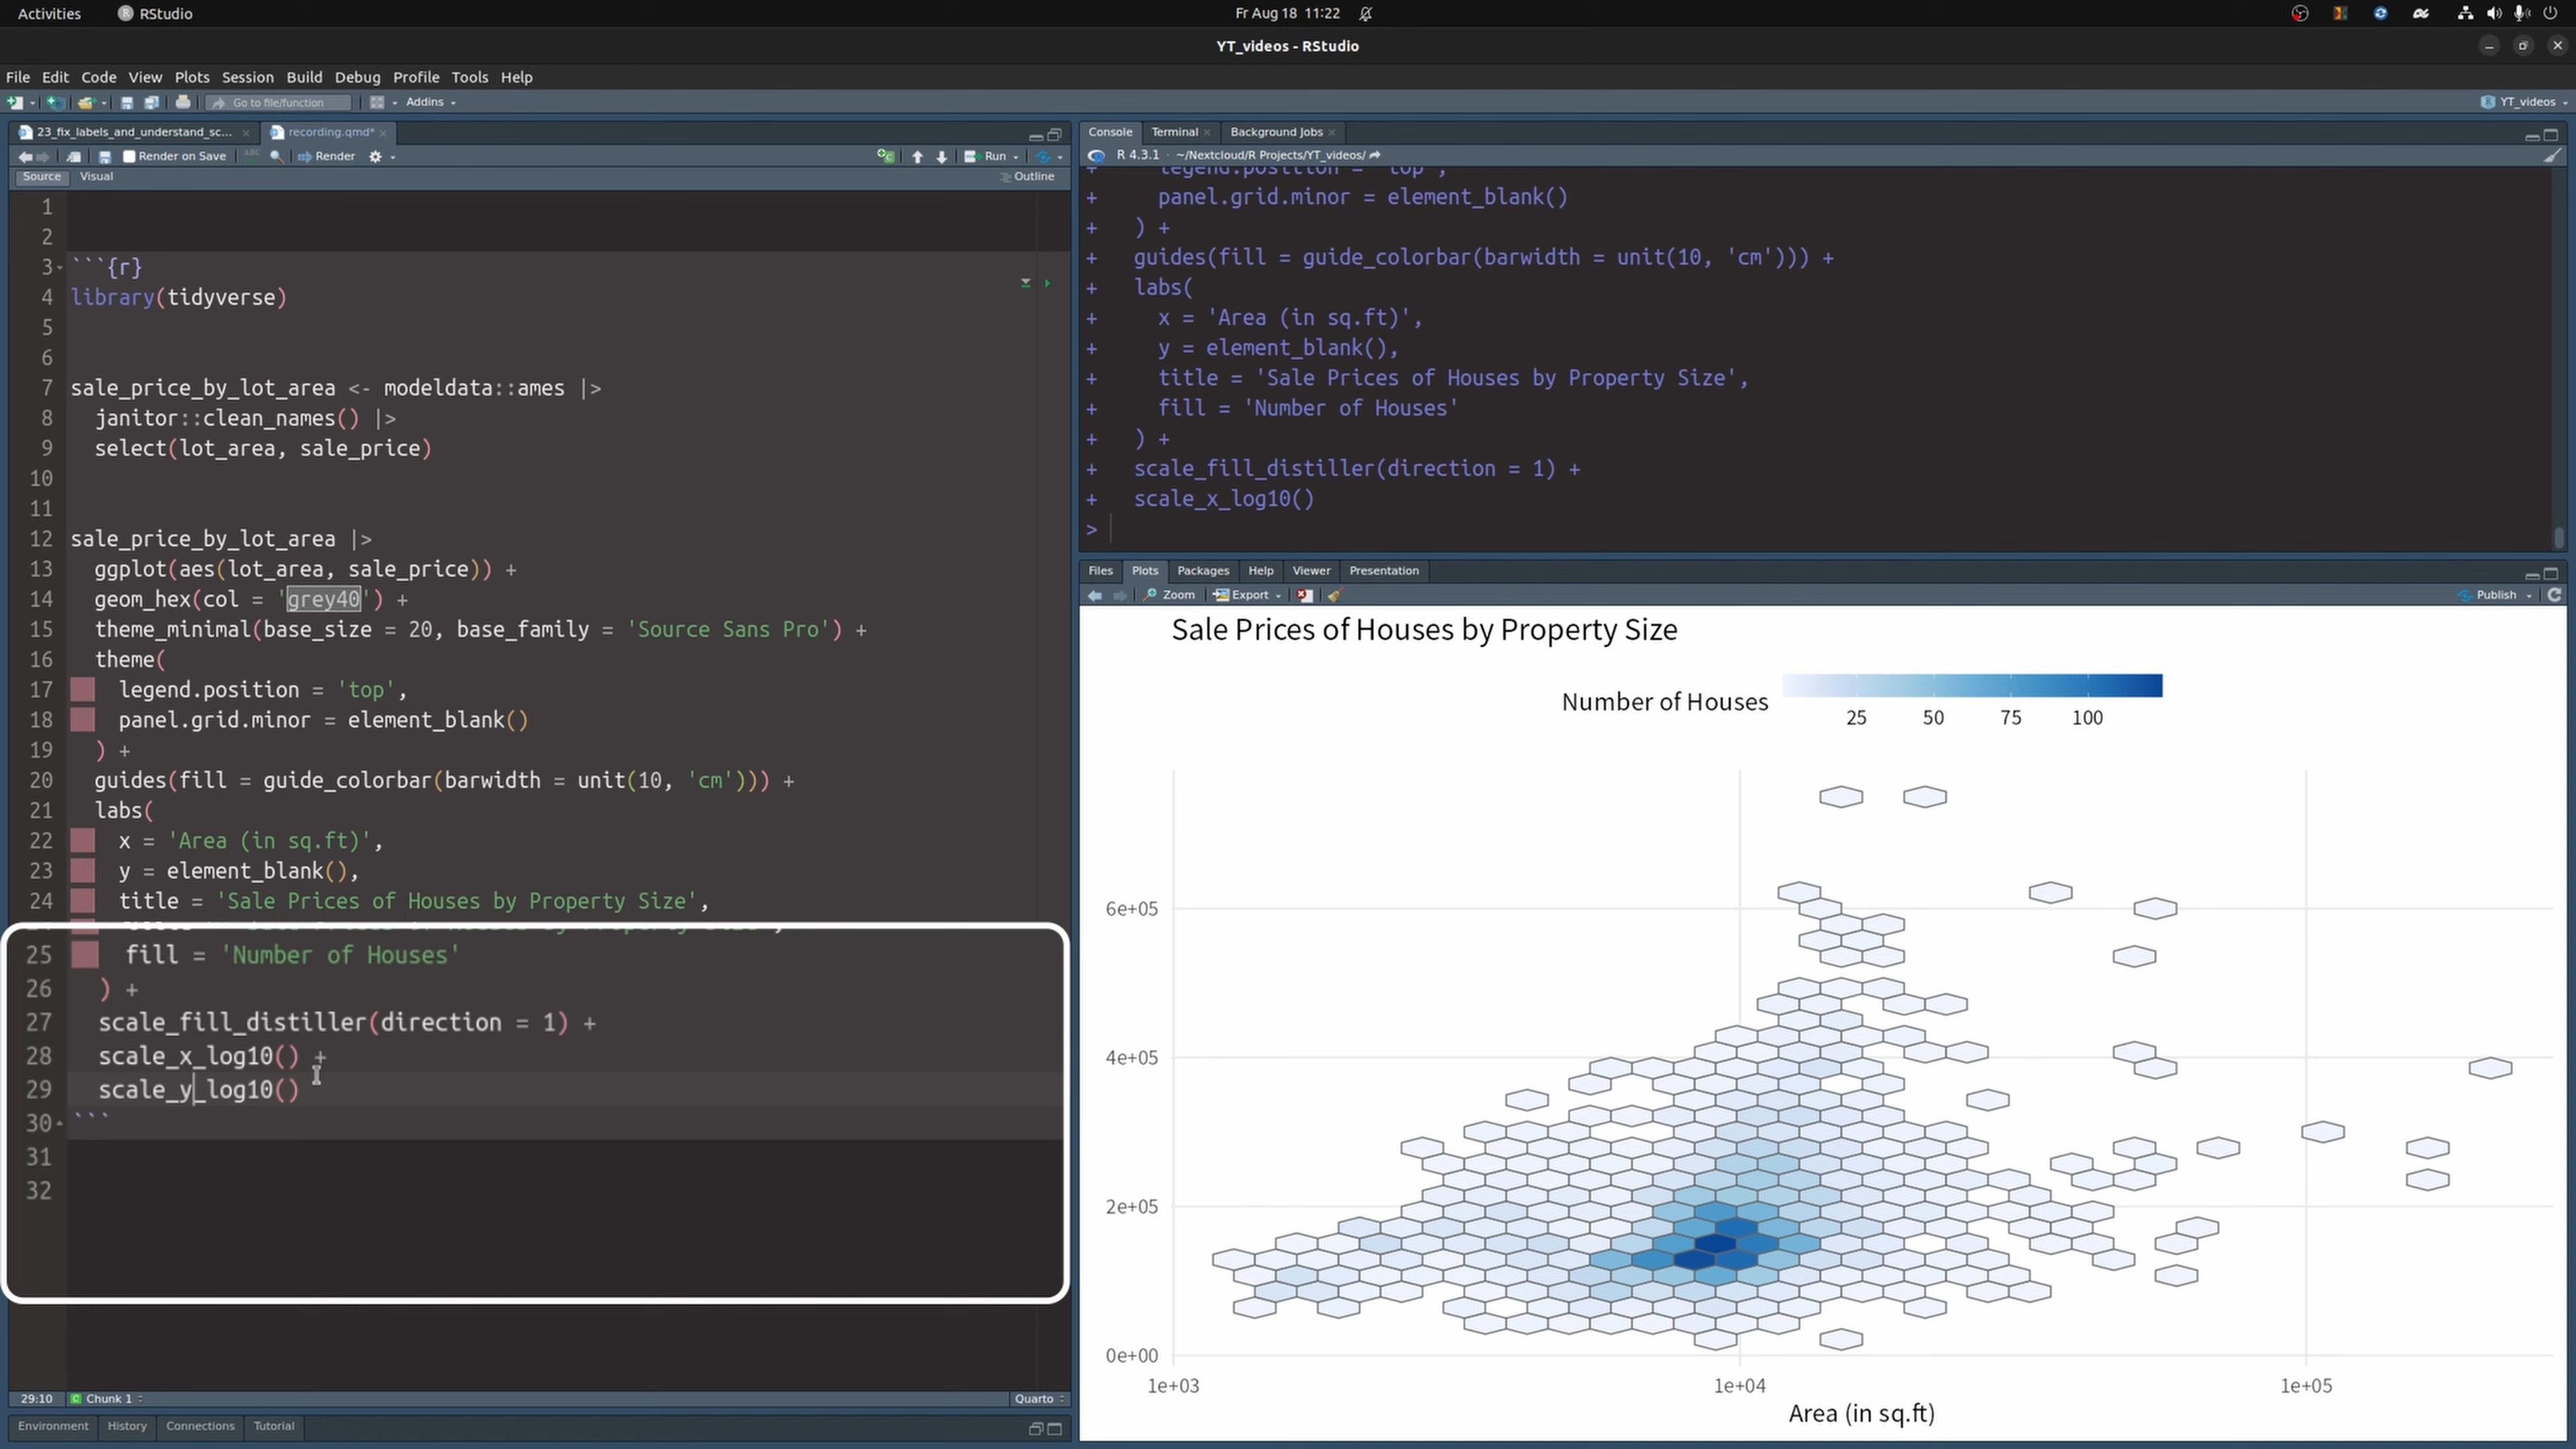 Activities RStudio Fr Aug 18 11:22
YT_videos - RStudio
File Edit Code View Plots Session Build Debug Profile Tools Help
Go to file/function Addins YT_videos
23_fix_labels_and_understand_sc... recording.qmd*
Render on Save ABC Render Run
Source Visual Outline
1
2
3 ```{r}
4 library(tidyverse)
5
6
7 sale_price_by_lot_area <- modeldata::ames |>
8 janitor::clean_names() |>
9 select(lot_area, sale_price)
10
11
12 sale_price_by_lot_area |>
13 ggplot(aes(lot_area, sale_price)) +
14 geom_hex(col = 'grey40') +
15 theme_minimal(base_size = 20, base_family = 'Source Sans Pro') +
16 theme(
17 legend.position = 'top',
18 panel.grid.minor = element_blank()
19 ) +
20 guides(fill = guide_colorbar(barwidth = unit(10, 'cm'))) +
21 labs(
22 x = 'Area (in sq.ft)',
23 y = element_blank(),
24 title = 'Sale Prices of Houses by Property Size',
25 fill = 'Number of Houses'
26 ) +
27 scale_fill_distiller(direction = 1) +
28 scale_x_log10() +
29 scale_y_log10()
30 ```
31
32
29:10 Chunk 1 Quarto
Environment History Connections Tutorial
Console Terminal Background Jobs
R 4.3.1 · ~/Nextcloud/R Projects/YT_videos/
+ legend.position = 'top',
+ panel.grid.minor = element_blank()
+ ) +
+ guides(fill = guide_colorbar(barwidth = unit(10, 'cm'))) +
+ labs(
+ x = 'Area (in sq.ft)',
+ y = element_blank(),
+ title = 'Sale Prices of Houses by Property Size',
+ fill = 'Number of Houses'
+ ) +
+ scale_fill_distiller(direction = 1) +
+ scale_x_log10()
>
Files Plots Packages Help Viewer Presentation
Zoom Export Publish
Sale Prices of Houses by Property Size
Number of Houses
25 50 75 100
6e+05
4e+05
2e+05
0e+00
1e+03 1e+04 1e+05
Area (in sq.ft)